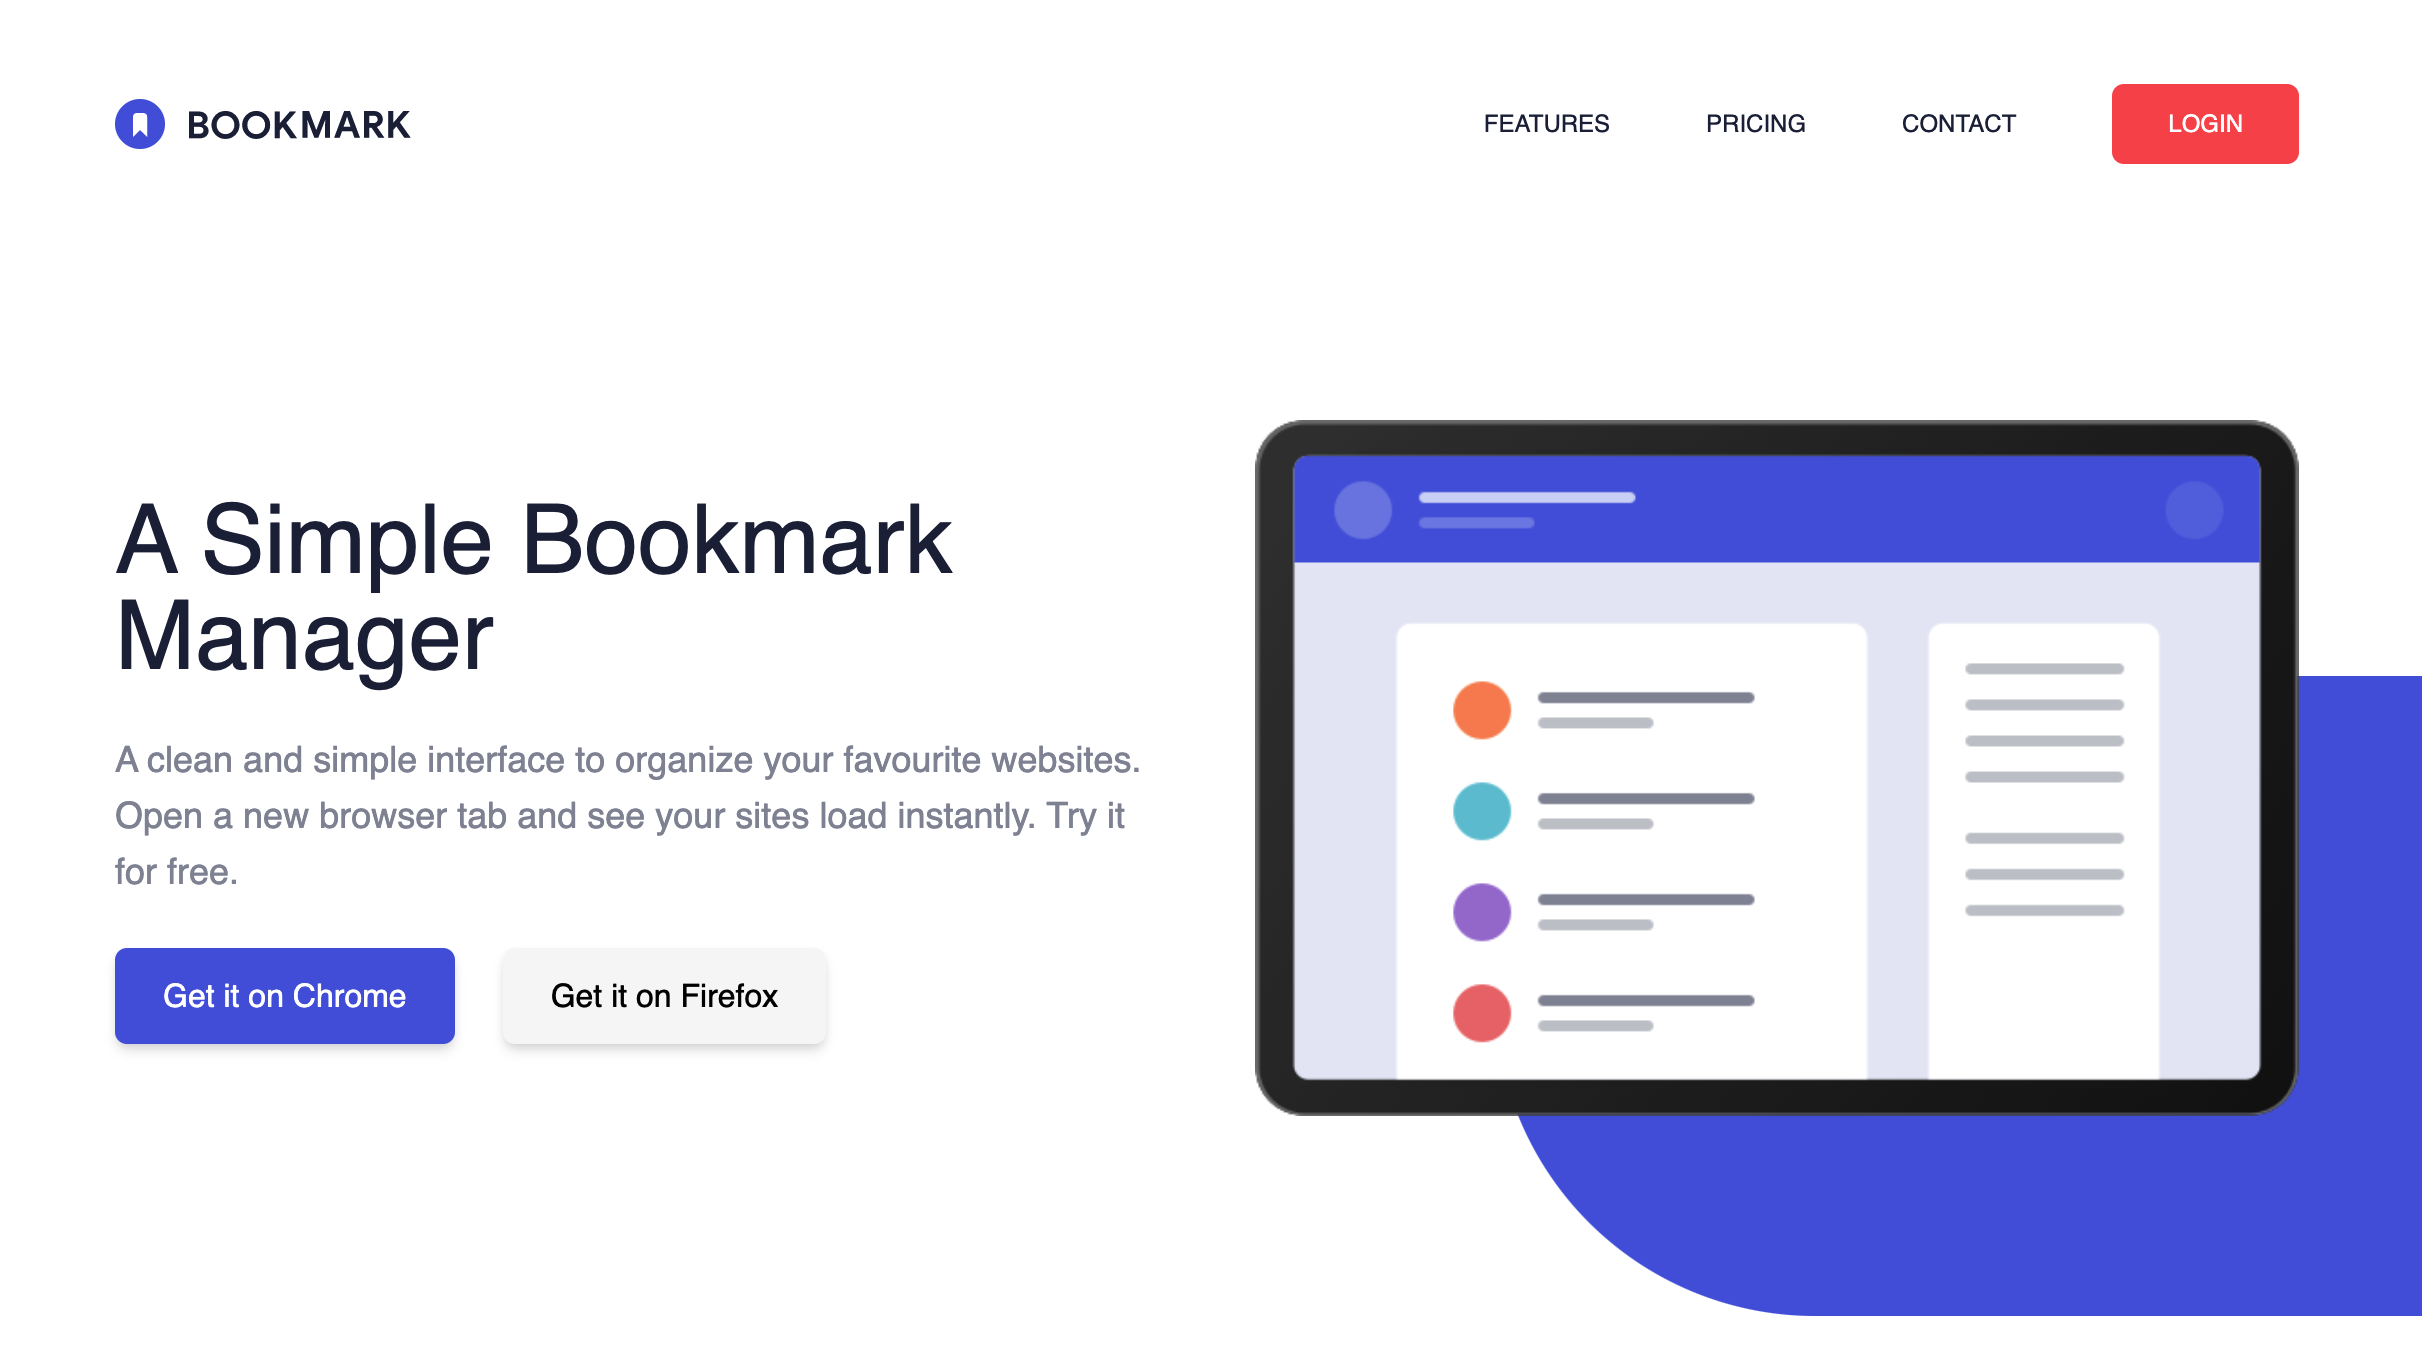 BOOKMARK
FEATURES
PRICING
CONTACT
LOGIN
A Simple Bookmark
Manager
A clean and simple interface to organize your favourite websites.
Open a new browser tab and see your sites load instantly. Try it
for free.
Get it on Chrome
Get it on Firefox